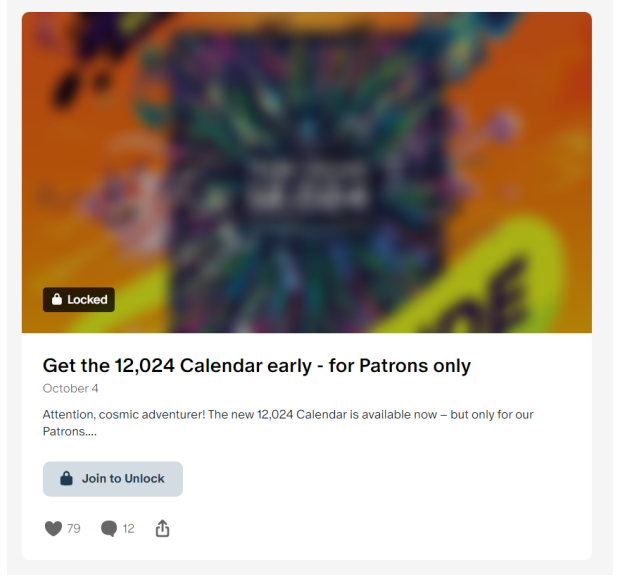 Locked
Get the 12,024 Calendar early - for Patrons only
October 4
Attention, cosmic adventurer! The new 12,024 Calendar is available now – but only for our
Patrons....
Join to Unlock
79 12